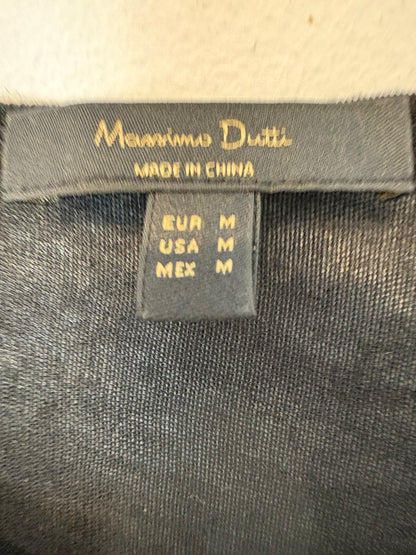 Massimo Dutti
MADE IN CHINA
EUR M
USA M
MEX M